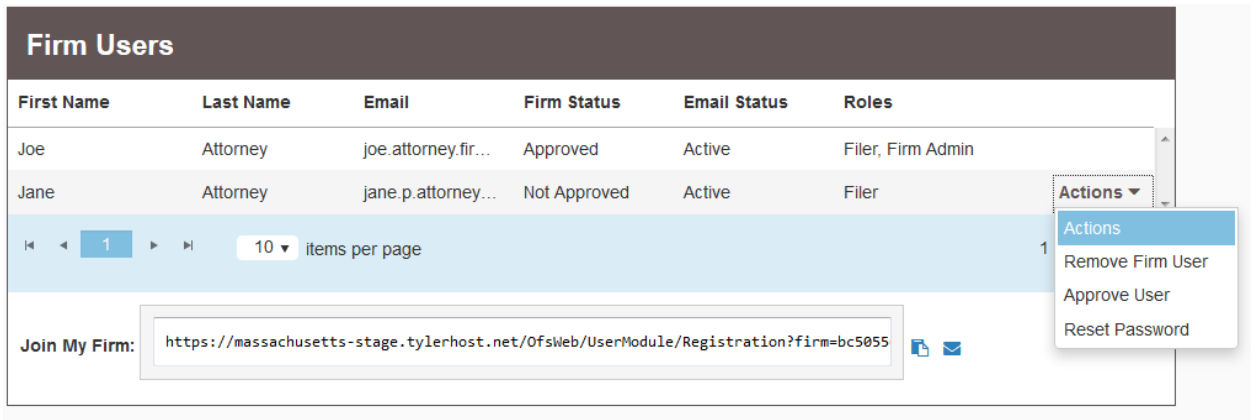 Firm Users
First Name Last Name Email Firm Status Email Status Roles
Joe Attorney joe.attorney.fir... Approved Active Filer, Firm Admin
Jane Attorney jane.p.attorney... Not Approved Active Filer Actions
1 10 items per page 1
Actions
Remove Firm User
Approve User
Reset Password
Join My Firm: https://massachusetts-stage.tylerhost.net/OfsWeb/UserModule/Registration?firm=bc5055